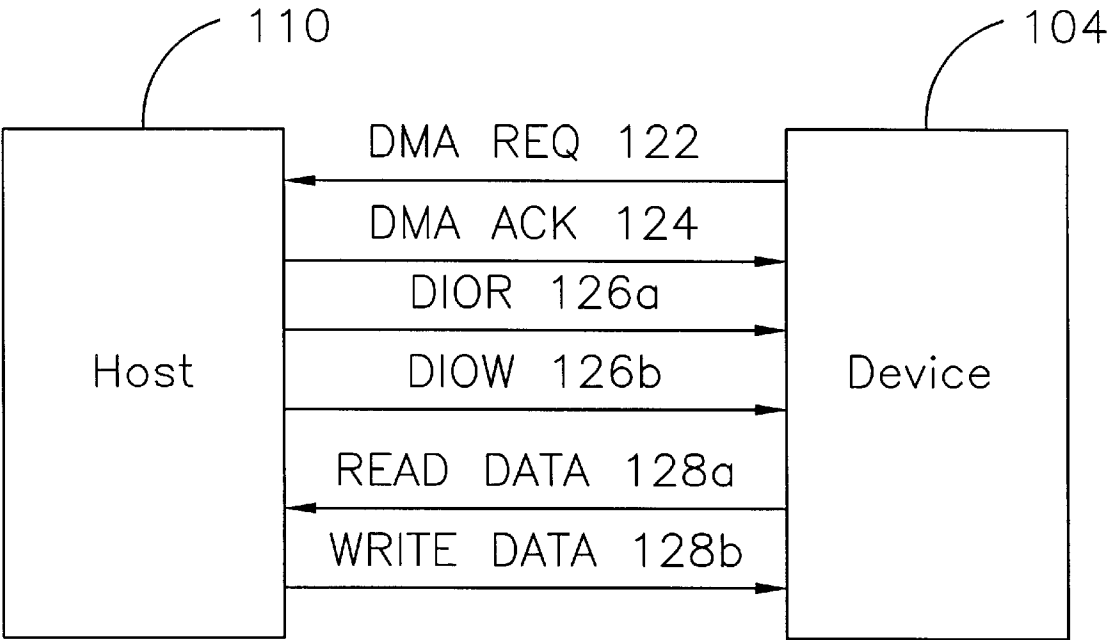 110
104
DMA REQ 122
DMA ACK 124
DIOR 126a
Host
DIOW 126b
Device
READ DATA 128a
WRITE DATA 128b